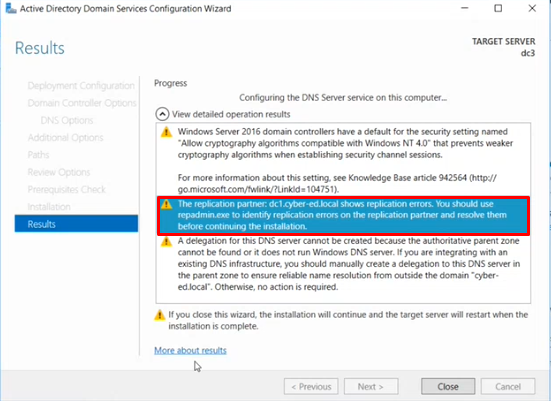 Active Directory Domain Services Configuration Wizard
Results
TARGET SERVER
dc3
Deployment Configuration
Domain Controller Options
DNS Options
Additional Options
Paths
Review Options
Prerequisites Check
Installation
Results
Progress
Configuring the DNS Server service on this computer...
View detailed operation results
Windows Server 2016 domain controllers have a default for the security setting named
"Allow cryptography algorithms compatible with Windows NT 4.0" that prevents weaker
cryptography algorithms when establishing security channel sessions.
For more information about this setting, see Knowledge Base article 942564 (http://
go.microsoft.com/fwlink/?LinkId=104751).
The replication partner: dc1.cyber-ed.local shows replication errors. You should use
repadmin.exe to identify replication errors on the replication partner and resolve them
before continuing the installation.
A delegation for this DNS server cannot be created because the authoritative parent zone
cannot be found or it does not run Windows DNS server. If you are integrating with an
existing DNS infrastructure, you should manually create a delegation to this DNS server in
the parent zone to ensure reliable name resolution from outside the domain "cyber-
ed.local". Otherwise, no action is required.
If you close this wizard, the installation will continue and the target server will restart when the
installation is complete.
More about results
< Previous
Next >
Close
Cancel